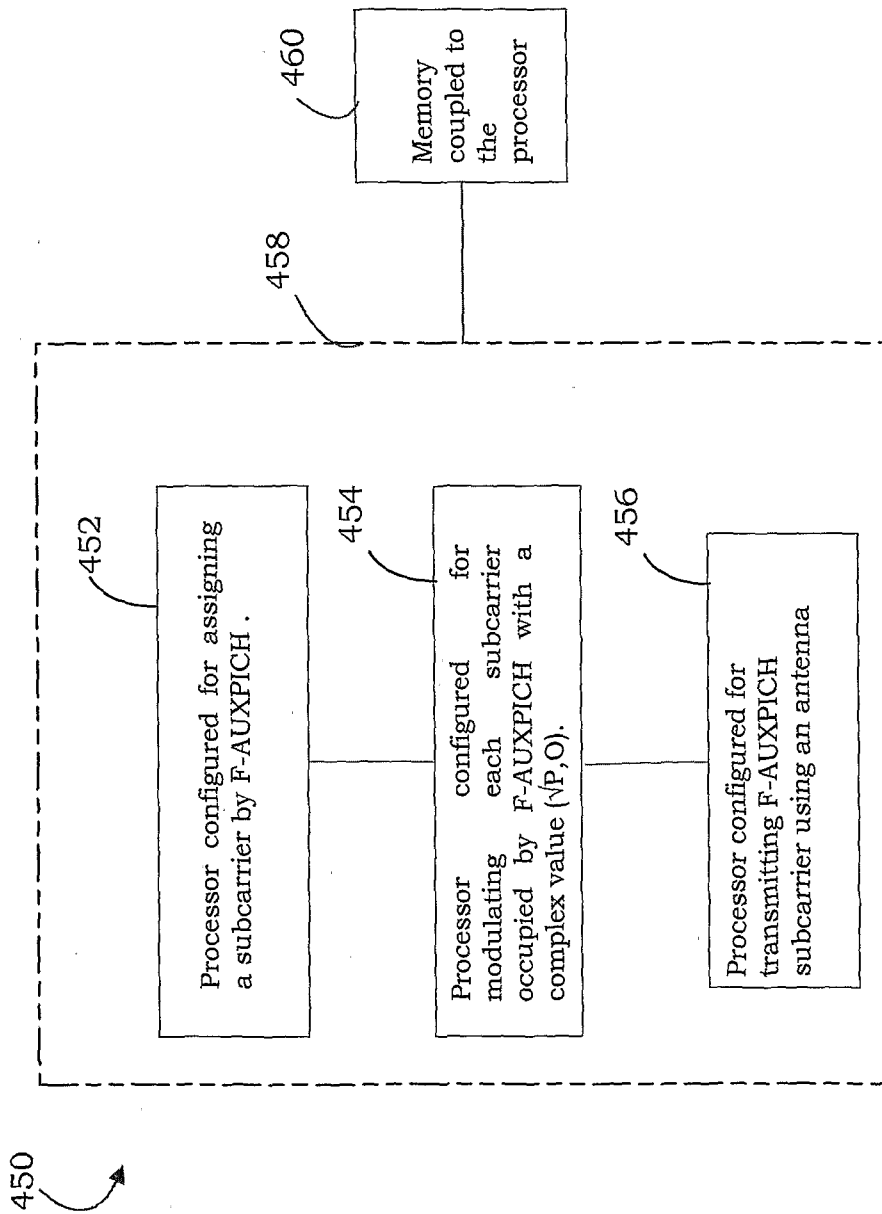 450
452
Processor configured for assigning
a subcarrier by F-AUXPICH .
454
Processor configured for
modulating each subcarrier
occupied by F-AUXPICH with a
complex value (√P,O).
456
Processor configured for
transmitting F-AUXPICH
subcarrier using an antenna
458
460
Memory
coupled to
the
processor